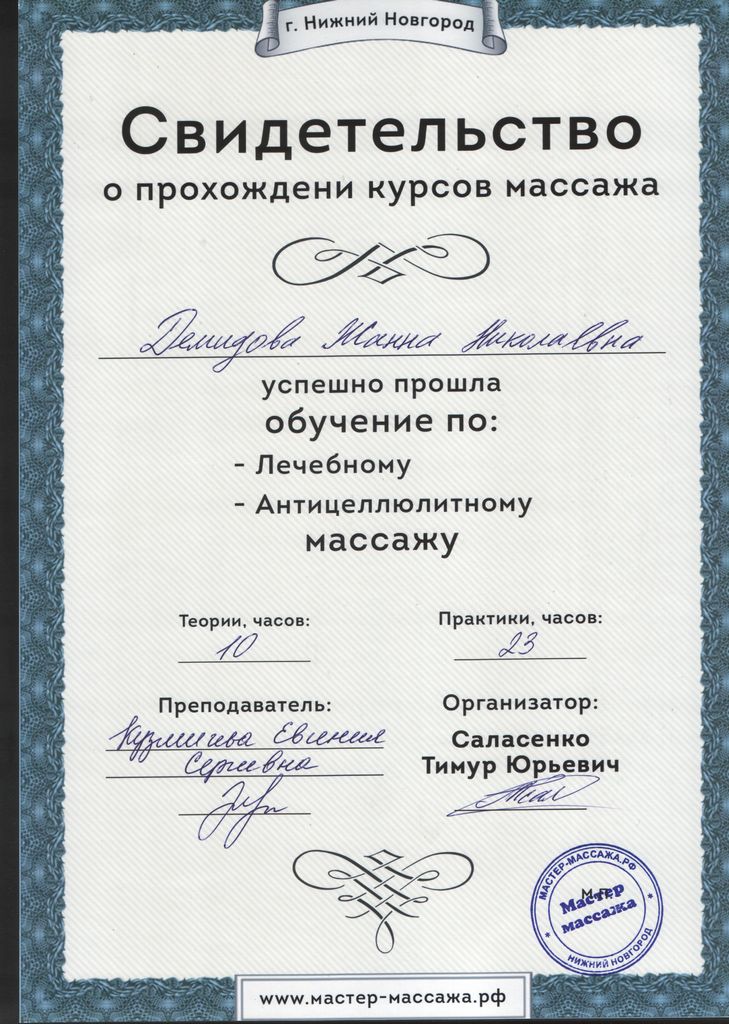 г. Нижний Новгород
Свидетельство
о прохождени курсов массажа
Демидова Жанна Николаевна
успешно прошла
обучение по:
- Лечебному
- Антицеллюлитному
массажу
Теории, часов:
10
Практики, часов:
23
Преподаватель:
Евгения
Сергеевна
Организатор:
Саласенко
Тимур Юрьевич
МАСТЕР-МАССАЖА.РФ
М.П.
Мастер
массажа
НИЖНИЙ НОВГОРОД
www.мастер-массажа.рф